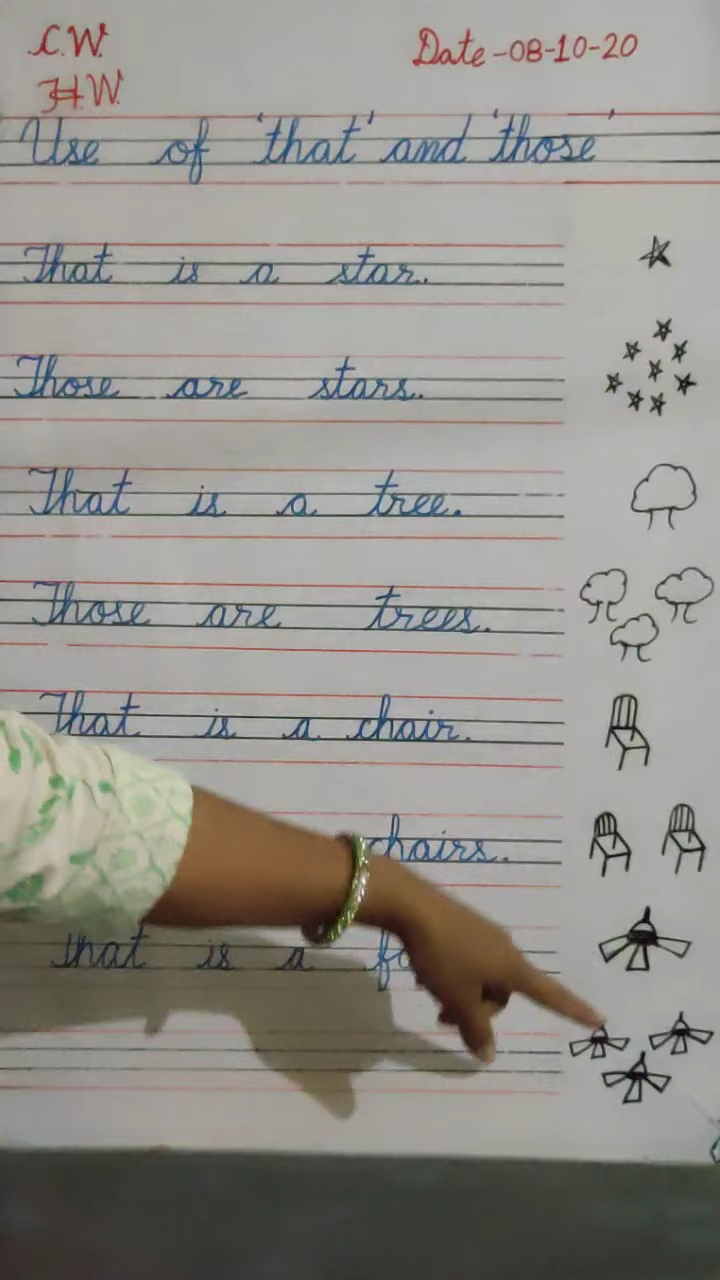 C.W.
H.W.
Date-08-10-20
Use of 'that' and 'those'
That is a star.
Those are stars.
That is a tree.
Those are trees.
That is a chair.
chairs.
That is a